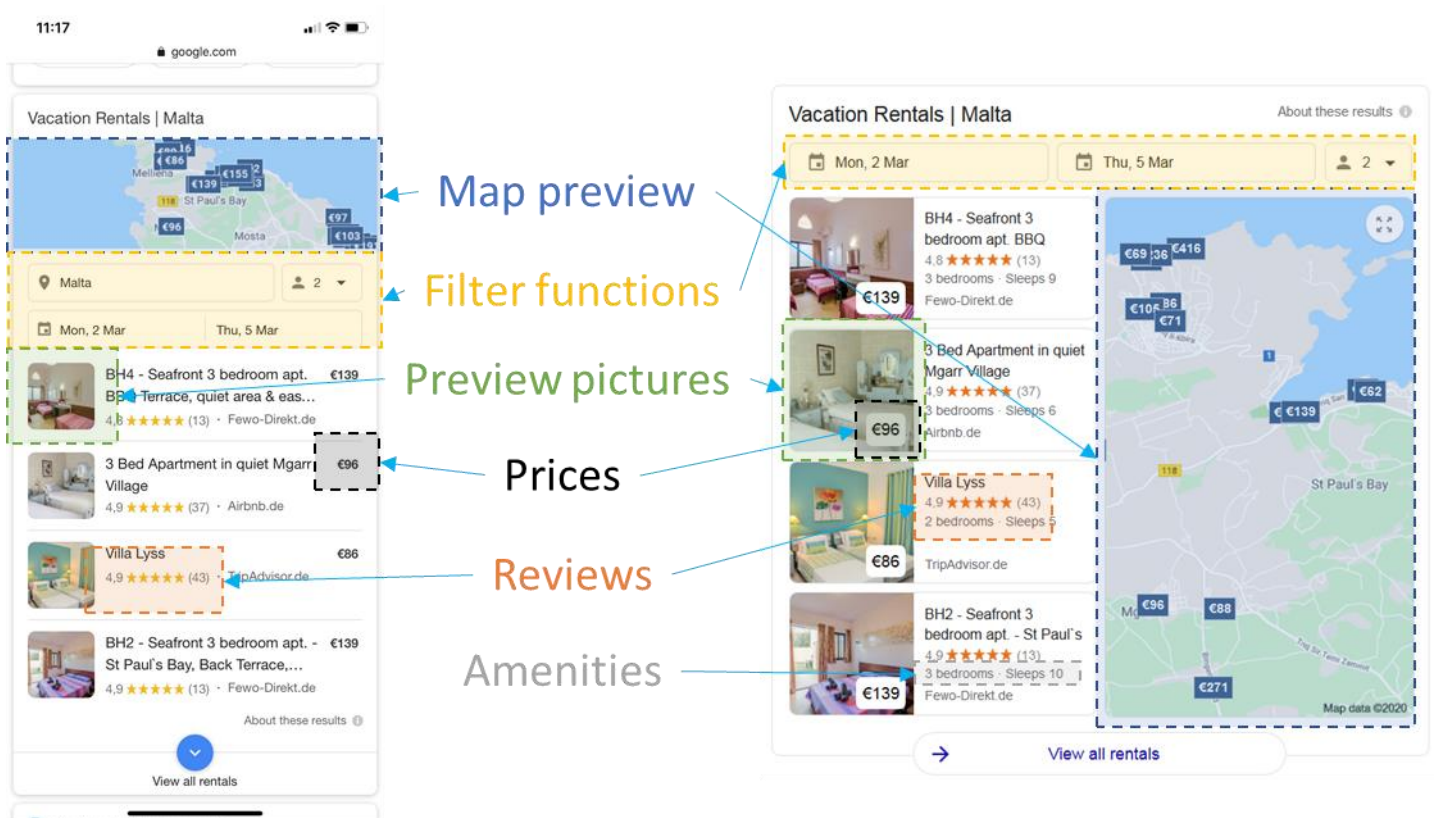 11:17
google.com
Vacation Rentals | Malta
€86
€155
Mellieħa
€139
118
St Paul's Bay
€96
€97
Mosta
€103
Malta
2
Mon, 2 Mar
Thu, 5 Mar
BH4 - Seafront 3 bedroom apt.
€139
Terrace, quiet area & eas...
4,8 ★★★★★ (13) · Fewo-Direkt.de
3 Bed Apartment in quiet Mgarr
€96
Village
4,9 ★★★★★ (37) · Airbnb.de
Villa Lyss
€86
4,9 ★★★★★ (43) · TripAdvisor.de
BH2 - Seafront 3 bedroom apt. -
€139
St Paul`s Bay, Back Terrace,...
4,9 ★★★★★ (13) · Fewo-Direkt.de
About these results
View all rentals
Map preview
Filter functions
Preview pictures
Prices
Reviews
Amenities
Vacation Rentals | Malta
About these results
Mon, 2 Mar
Thu, 5 Mar
2
BH4 - Seafront 3
bedroom apt. BBQ
4,8 ★★★★★ (13)
3 bedrooms · Sleeps 9
€139
Fewo-Direkt.de
3 Bed Apartment in quiet
Mgarr Village
4,9 ★★★★★ (37)
3 bedrooms · Sleeps 6
€96
Airbnb.de
Villa Lyss
4,9 ★★★★★ (43)
2 bedrooms · Sleeps 5
€86
TripAdvisor.de
BH2 - Seafront 3
bedroom apt. - St Paul`s
4,9 ★★★★★ (13)
3 bedrooms · Sleeps 10
€139
Fewo-Direkt.de
€416
€69
€71
1
€62
€139
118
St Paul's Bay
€96
€88
€271
Map data ©2020
View all rentals